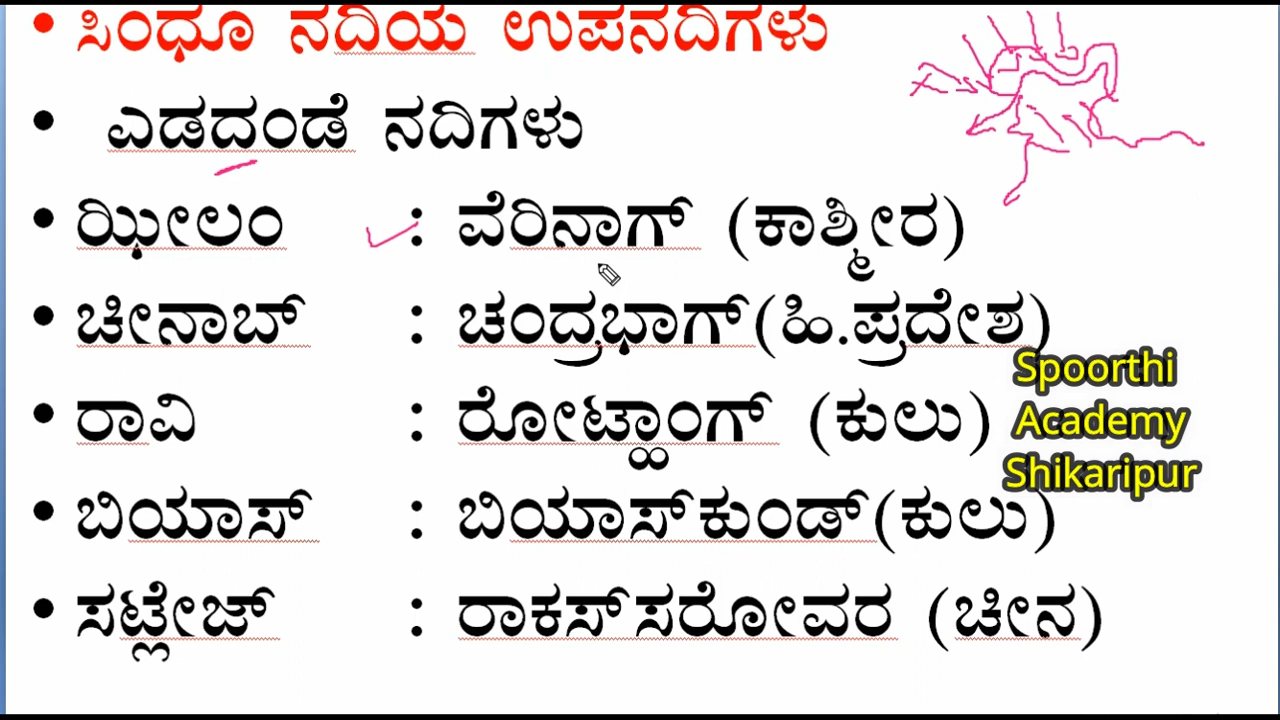 • ಸಿಂಧೂ ನದಿಯ ಉಪನದಿಗಳು
• ಎಡದಂಡೆ ನದಿಗಳು
• ಝೀಲಂ : ವೆರಿನಾಗ್ (ಕಾಶ್ಮೀರ)
• ಚೀನಾಬ್ : ಚಂದ್ರಭಾಗ್(ಹಿ.ಪ್ರದೇಶ)
• ರಾವಿ : ರೋಟ್ಹಾಂಗ್ (ಕುಲು)
• ಬಿಯಾಸ್ : ಬಿಯಾಸ್‌ಕುಂಡ್(ಕುಲು)
• ಸಟ್ಲೇಜ್ : ರಾಕಸ್‌ಸರೋವರ (ಚೀನ)
Spoorthi
Academy
Shikaripur